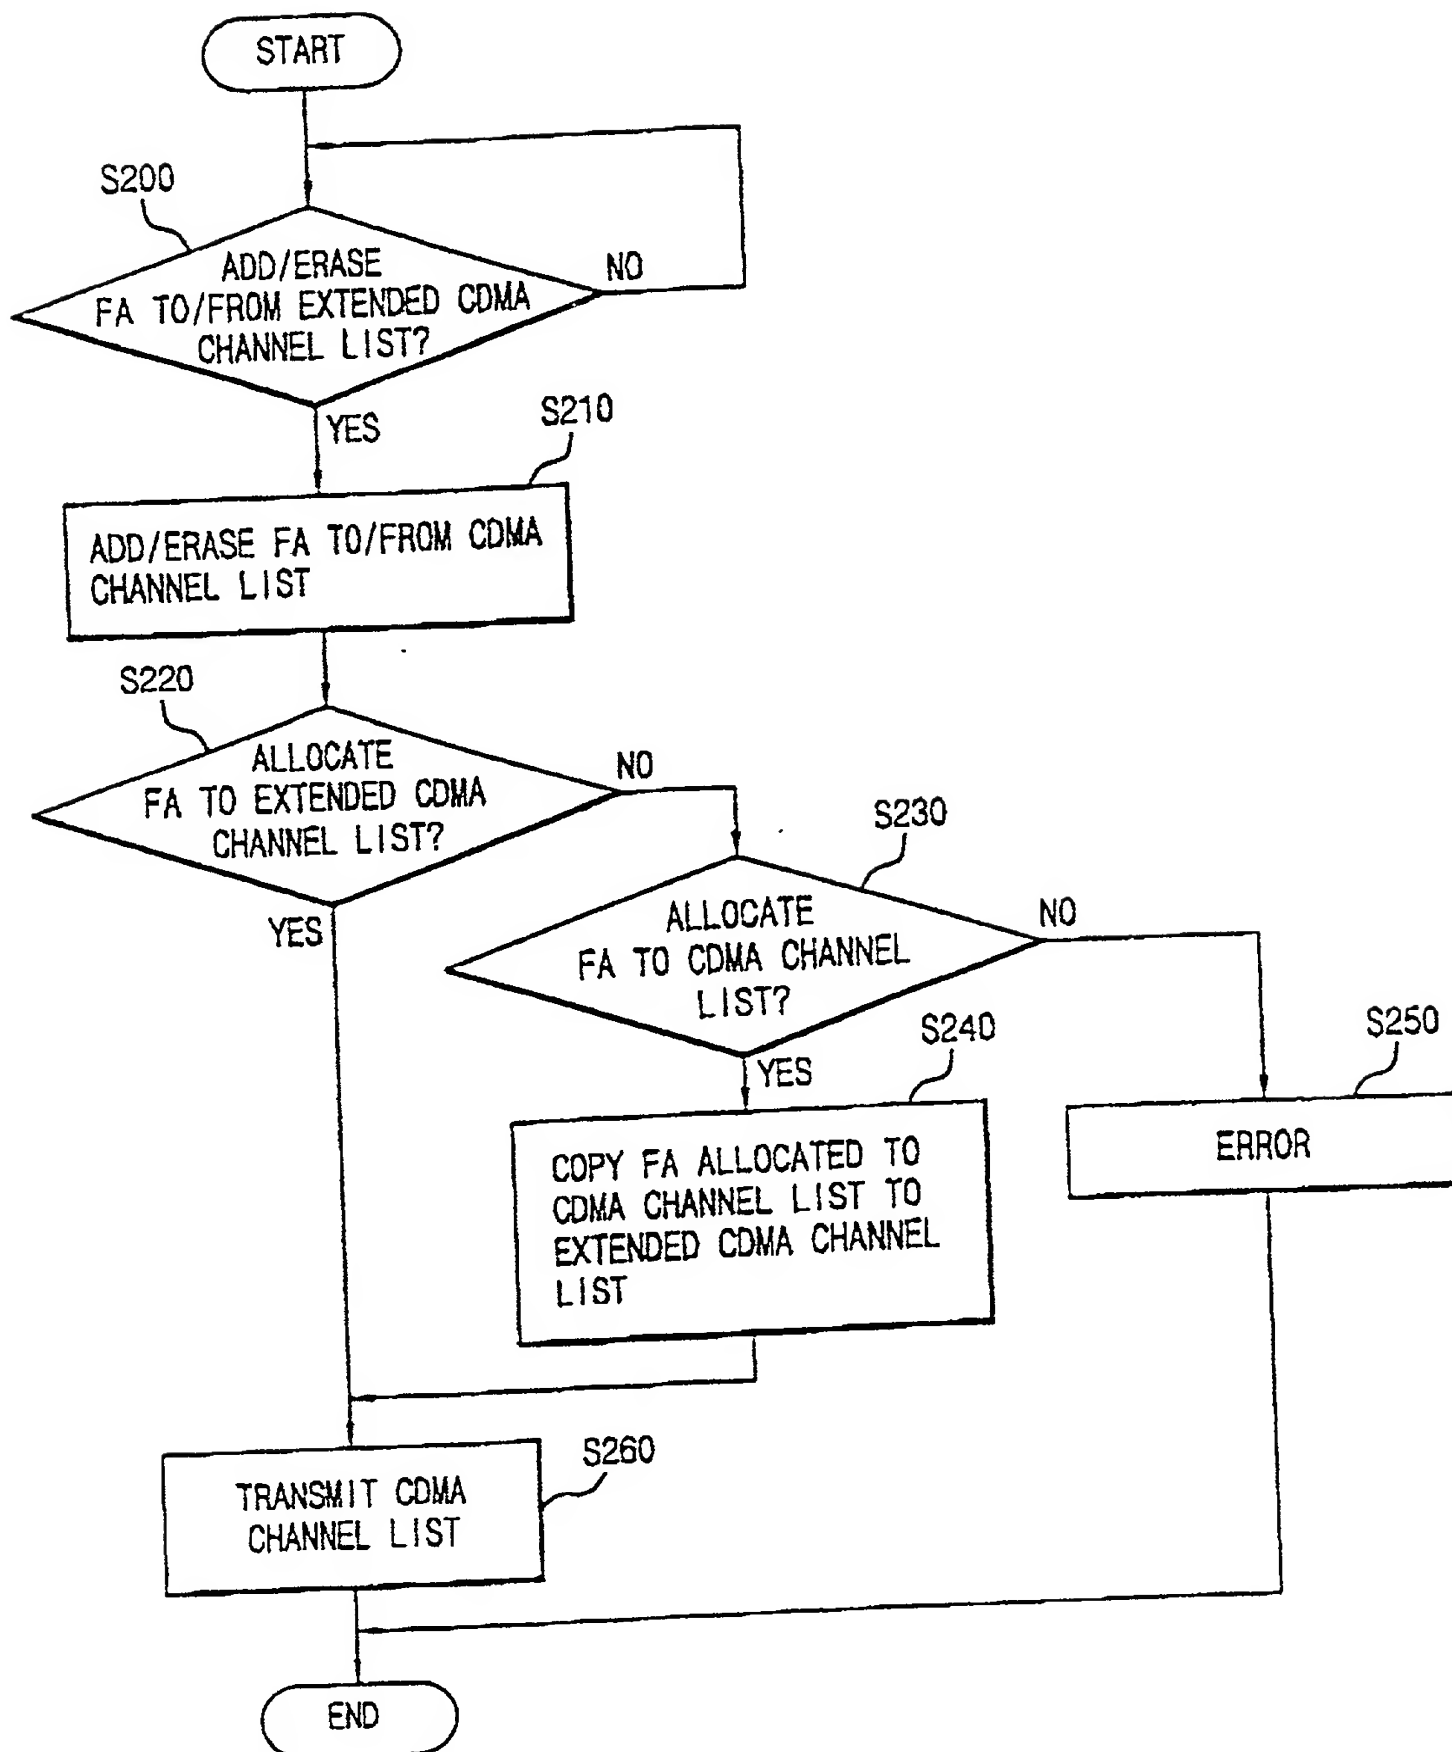 START
S200
ADD/ERASE
FA TO/FROM EXTENDED CDMA
CHANNEL LIST?
NO
YES
S210
ADD/ERASE FA TO/FROM CDMA
CHANNEL LIST
S220
ALLOCATE
FA TO EXTENDED CDMA
CHANNEL LIST?
NO
YES
S230
ALLOCATE
FA TO CDMA CHANNEL
LIST?
NO
YES
S240
COPY FA ALLOCATED TO
CDMA CHANNEL LIST TO
EXTENDED CDMA CHANNEL
LIST
S250
ERROR
S260
TRANSMIT CDMA
CHANNEL LIST
END